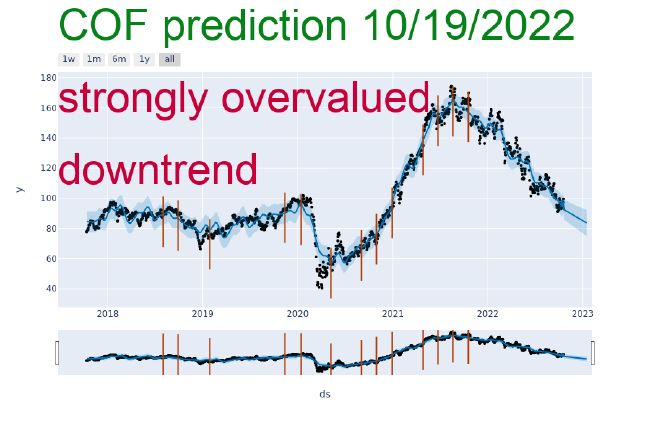 COF prediction 10/19/2022
1w 1m 6m 1y all
180
strongly overvalued
160
140
120
downtrend
100
80
60
40
y
2018 2019 2020 2021 2022 2023
ds